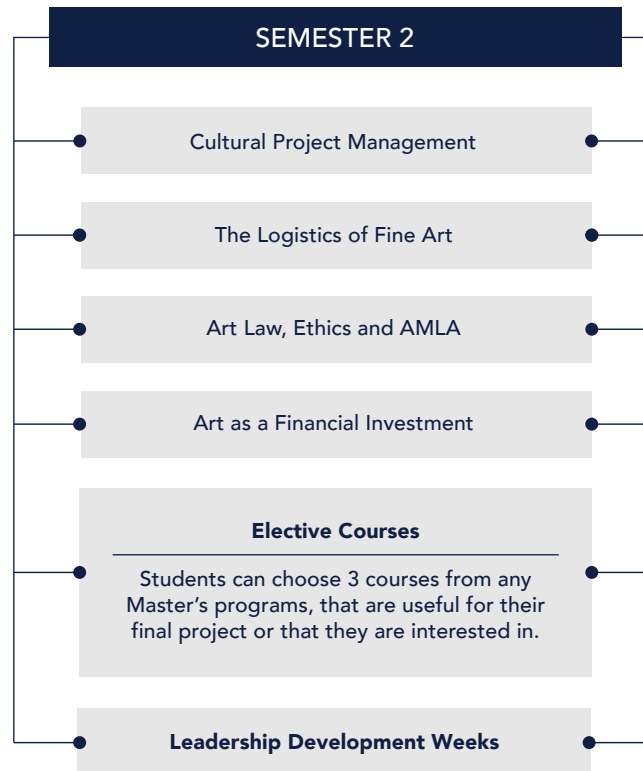 SEMESTER 2
Cultural Project Management
The Logistics of Fine Art
Art Law, Ethics and AMLA
Art as a Financial Investment
Elective Courses
Students can choose 3 courses from any
Master's programs, that are useful for their
final project or that they are interested in.
Leadership Development Weeks